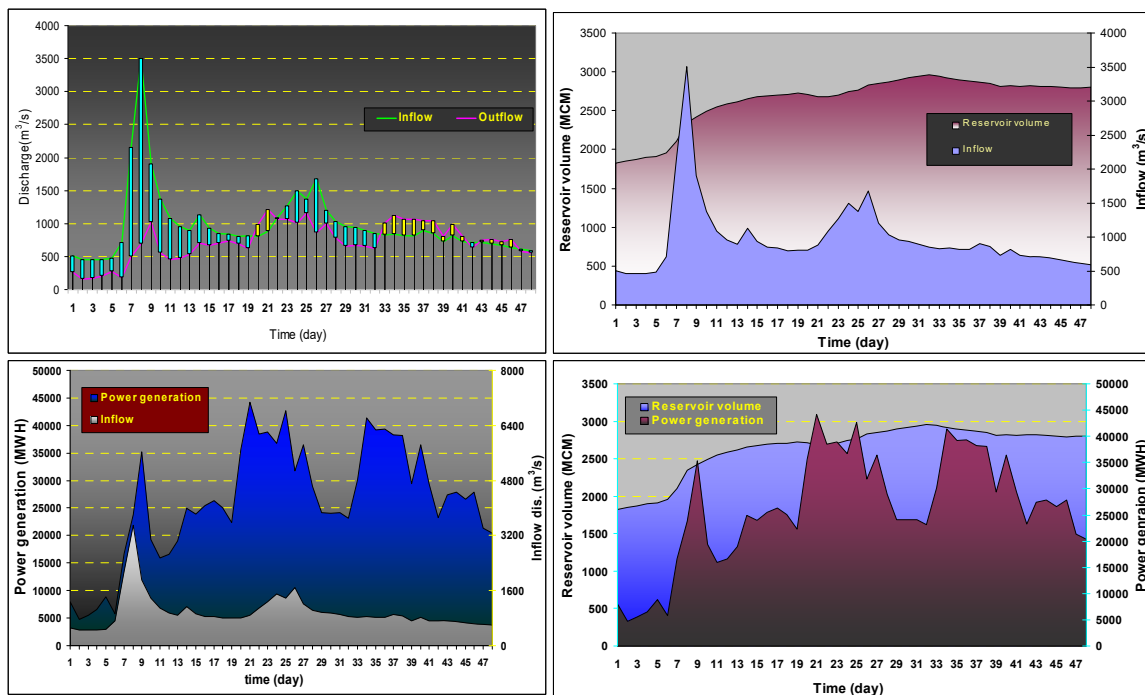 4000
3500
3000
2500
2000
1500
1000
500
0
Discharge(m³/s)
Inflow Outflow
1 3 5 7 9 11 13 15 17 19 21 23 25 27 29 31 33 35 37 39 41 43 45 47
Time (day)
3500
3000
2500
2000
1500
1000
500
0
Reservoir volume (MCM)
Reservoir volume
Inflow
4000
3500
3000
2500
2000
1500
1000
500
0
Inflow (m³/s)
1 3 5 7 9 11 13 15 17 19 21 23 25 27 29 31 33 35 37 39 41 43 45 47
Time (day)
50000
45000
40000
35000
30000
25000
20000
15000
10000
5000
0
Power generation (MWH)
Power generation
Inflow
8000
6400
4800
3200
1600
0
Inflow dis. (m³/s)
1 3 5 7 9 11 13 15 17 19 21 23 25 27 29 31 33 35 37 39 41 43 45 47
time (day)
3500
3000
2500
2000
1500
1000
500
0
Reservoir volume (MCM)
Reservoir volume
Power generation
50000
45000
40000
35000
30000
25000
20000
15000
10000
5000
0
Power genration (MWH)
1 3 5 7 9 11 13 15 17 19 21 23 25 27 29 31 33 35 37 39 41 43 45 47
Time (day)